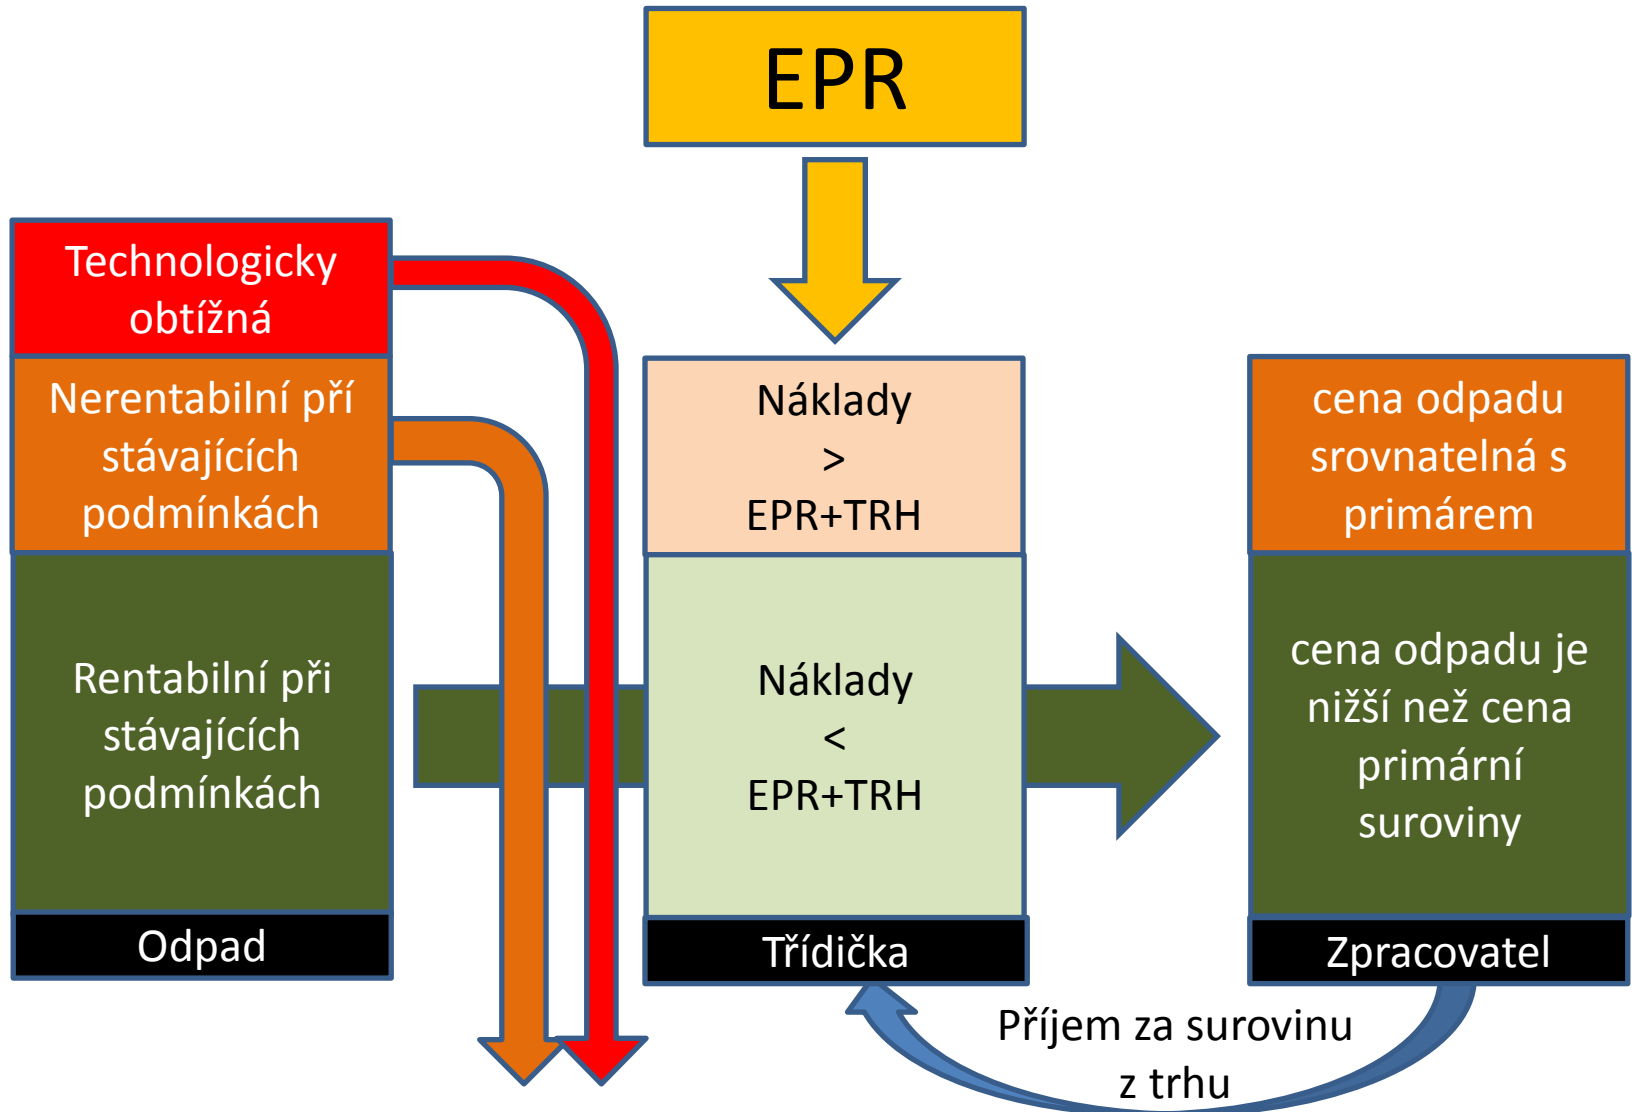 EPR
Technologicky
obtížná
Nerentabilní pří
stávajících
podmínkách
Rentabilní při
stávajících
podmínkách
Odpad
Náklady
>
EPR+TRH
Náklady
<
EPR+TRH
Třídička
cena odpadu
srovnatelná s
primárem
cena odpadu je
nižší než cena
primární
suroviny
Zpracovatel
Příjem za surovinu
z trhu